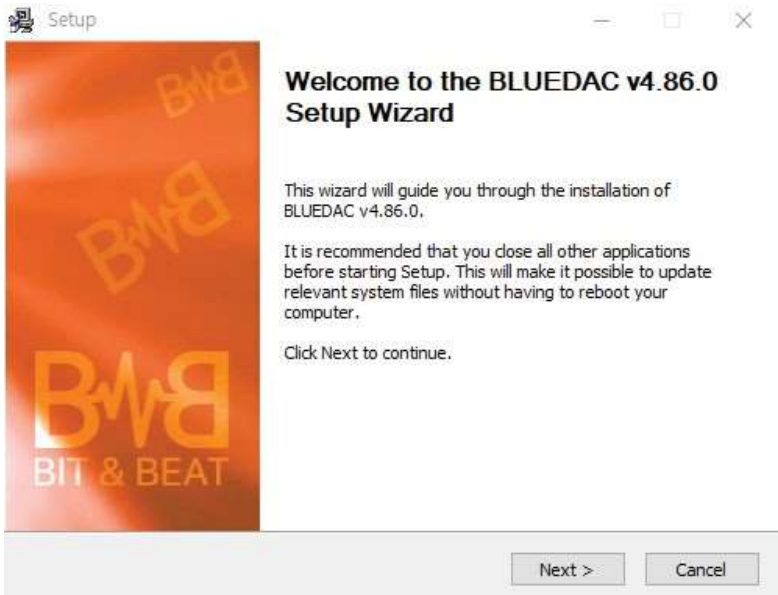 Setup
BWB
BWB
BWB
BIT & BEAT
Welcome to the BLUEDAC v4.86.0
Setup Wizard
This wizard will guide you through the installation of
BLUEDAC v4.86.0.
It is recommended that you close all other applications
before starting Setup. This will make it possible to update
relevant system files without having to reboot your
computer.
Click Next to continue.
Next >
Cancel